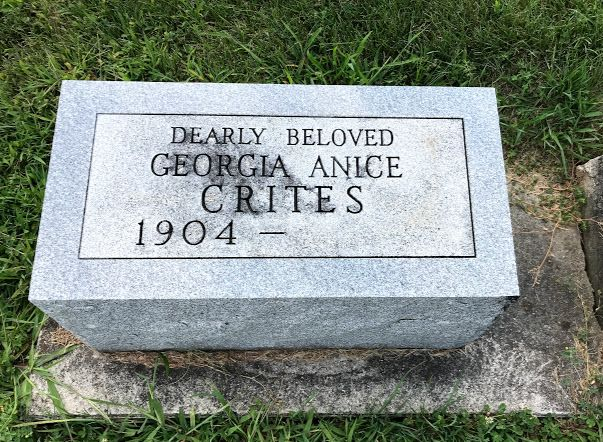 DEARLY BELOVED
GEORGIA ANICE
CRITES
1904 –